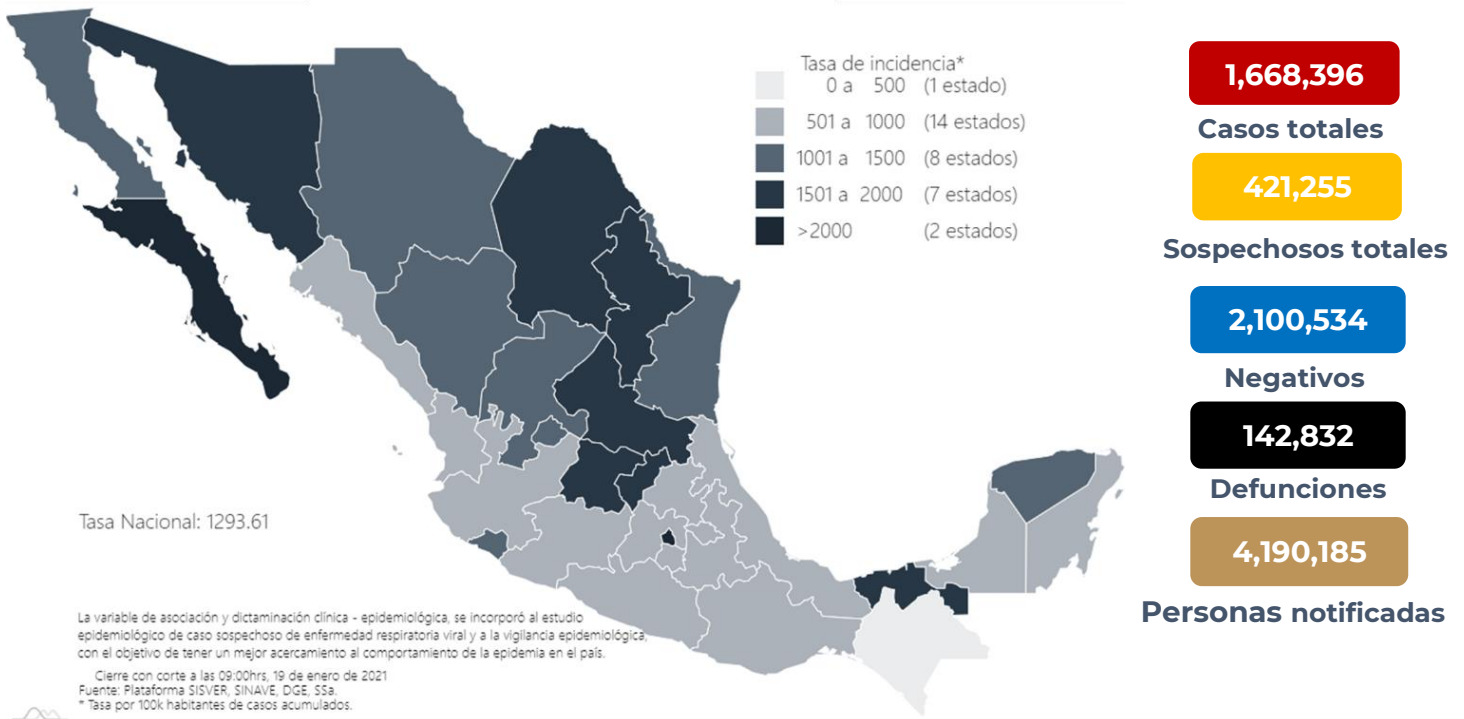 Tasa de incidencia*
0 a 500 (1 estado)
501 a 1000 (14 estados)
1001 a 1500 (8 estados)
1501 a 2000 (7 estados)
>2000 (2 estados)
Tasa Nacional: 1293.61
La variable de asociación y dictaminación clínica - epidemiológica, se incorporó al estudio
epidemiológico de caso sospechoso de enfermedad respiratoria viral y a la vigilancia epidemiológica,
con el objetivo de tener un mejor acercamiento al comportamiento de la epidemia en el país.
Cierre con corte a las 09:00hrs, 19 de enero de 2021
Fuente: Plataforma SISVER, SINAVE, DGE, SSa.
* Tasa por 100k habitantes de casos acumulados.
1,668,396
Casos totales
421,255
Sospechosos totales
2,100,534
Negativos
142,832
Defunciones
4,190,185
Personas notificadas